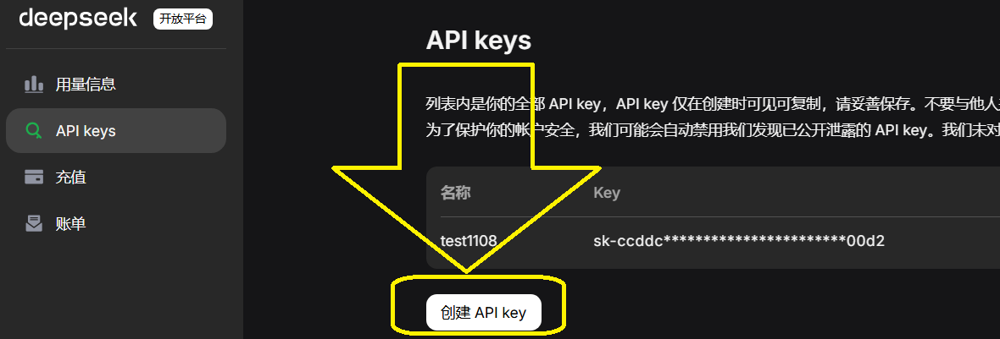 deepseek 开放平台
用量信息
API keys
充值
账单
API keys
列表内是你的全部 API key，API key 仅在创建时可见可复制，请妥善保存。不要与他人
为了保护你的帐户安全，我们可能会自动禁用我们发现已公开泄露的 API key。我们未对
名称 Key
test1108 sk-ccddc***********************00d2
创建 API key